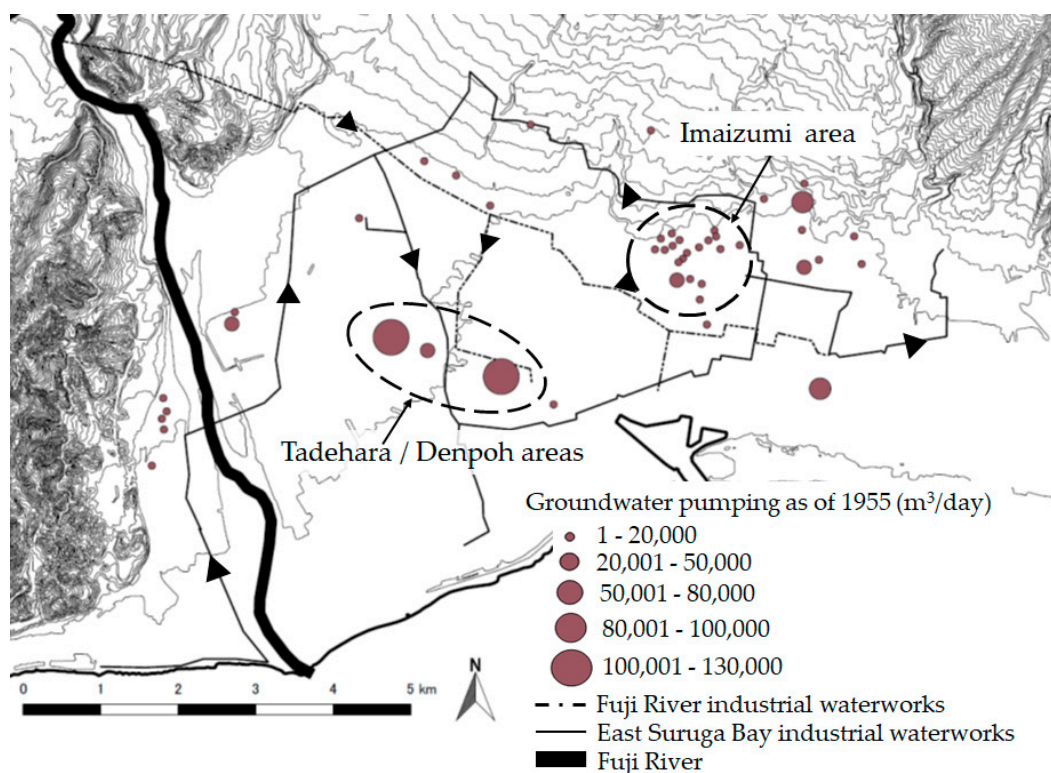 Imaizumi area
Tadehara / Denpoh areas
Groundwater pumping as of 1955 (m³/day)
1 - 20,000
20,001 - 50,000
50,001 - 80,000
80,001 - 100,000
100,001 - 130,000
Fuji River industrial waterworks
East Suruga Bay industrial waterworks
Fuji River
0 1 2 3 4 5 km
N